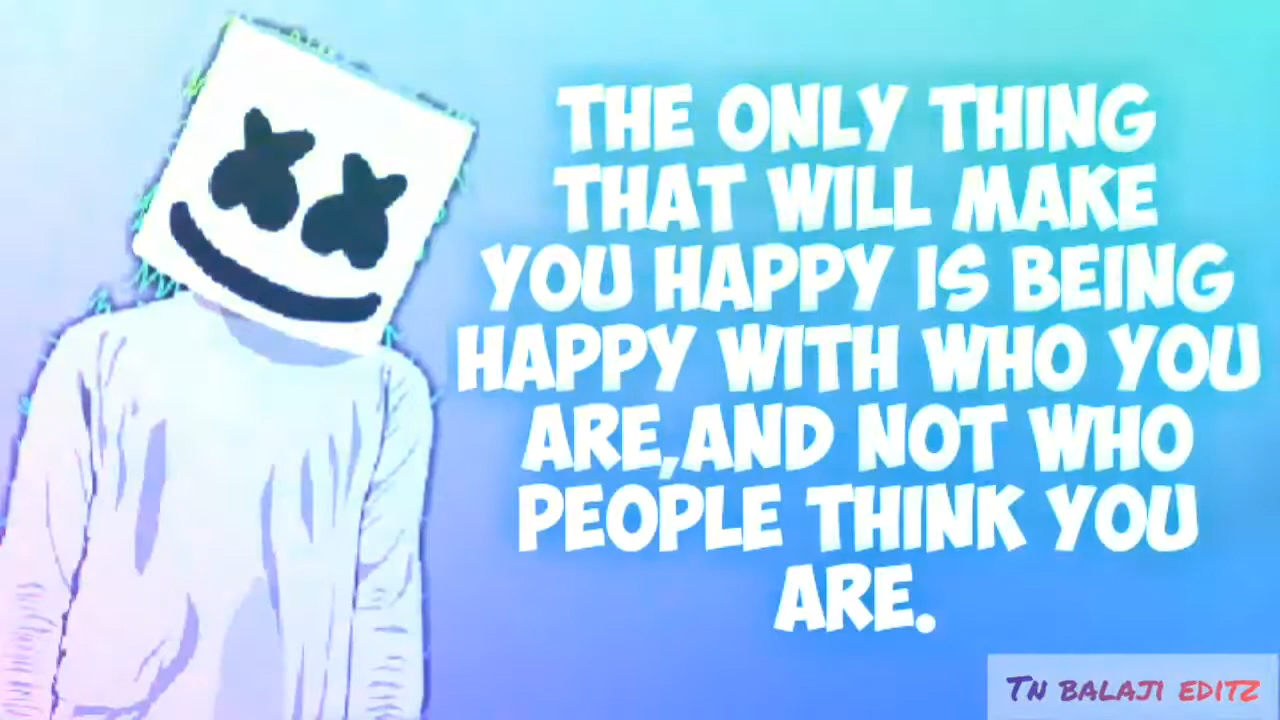 THE ONLY THING
THAT WILL MAKE
YOU HAPPY IS BEING
HAPPY WITH WHO YOU
ARE,AND NOT WHO
PEOPLE THINK YOU
ARE.
TN BALAJI EDITZ